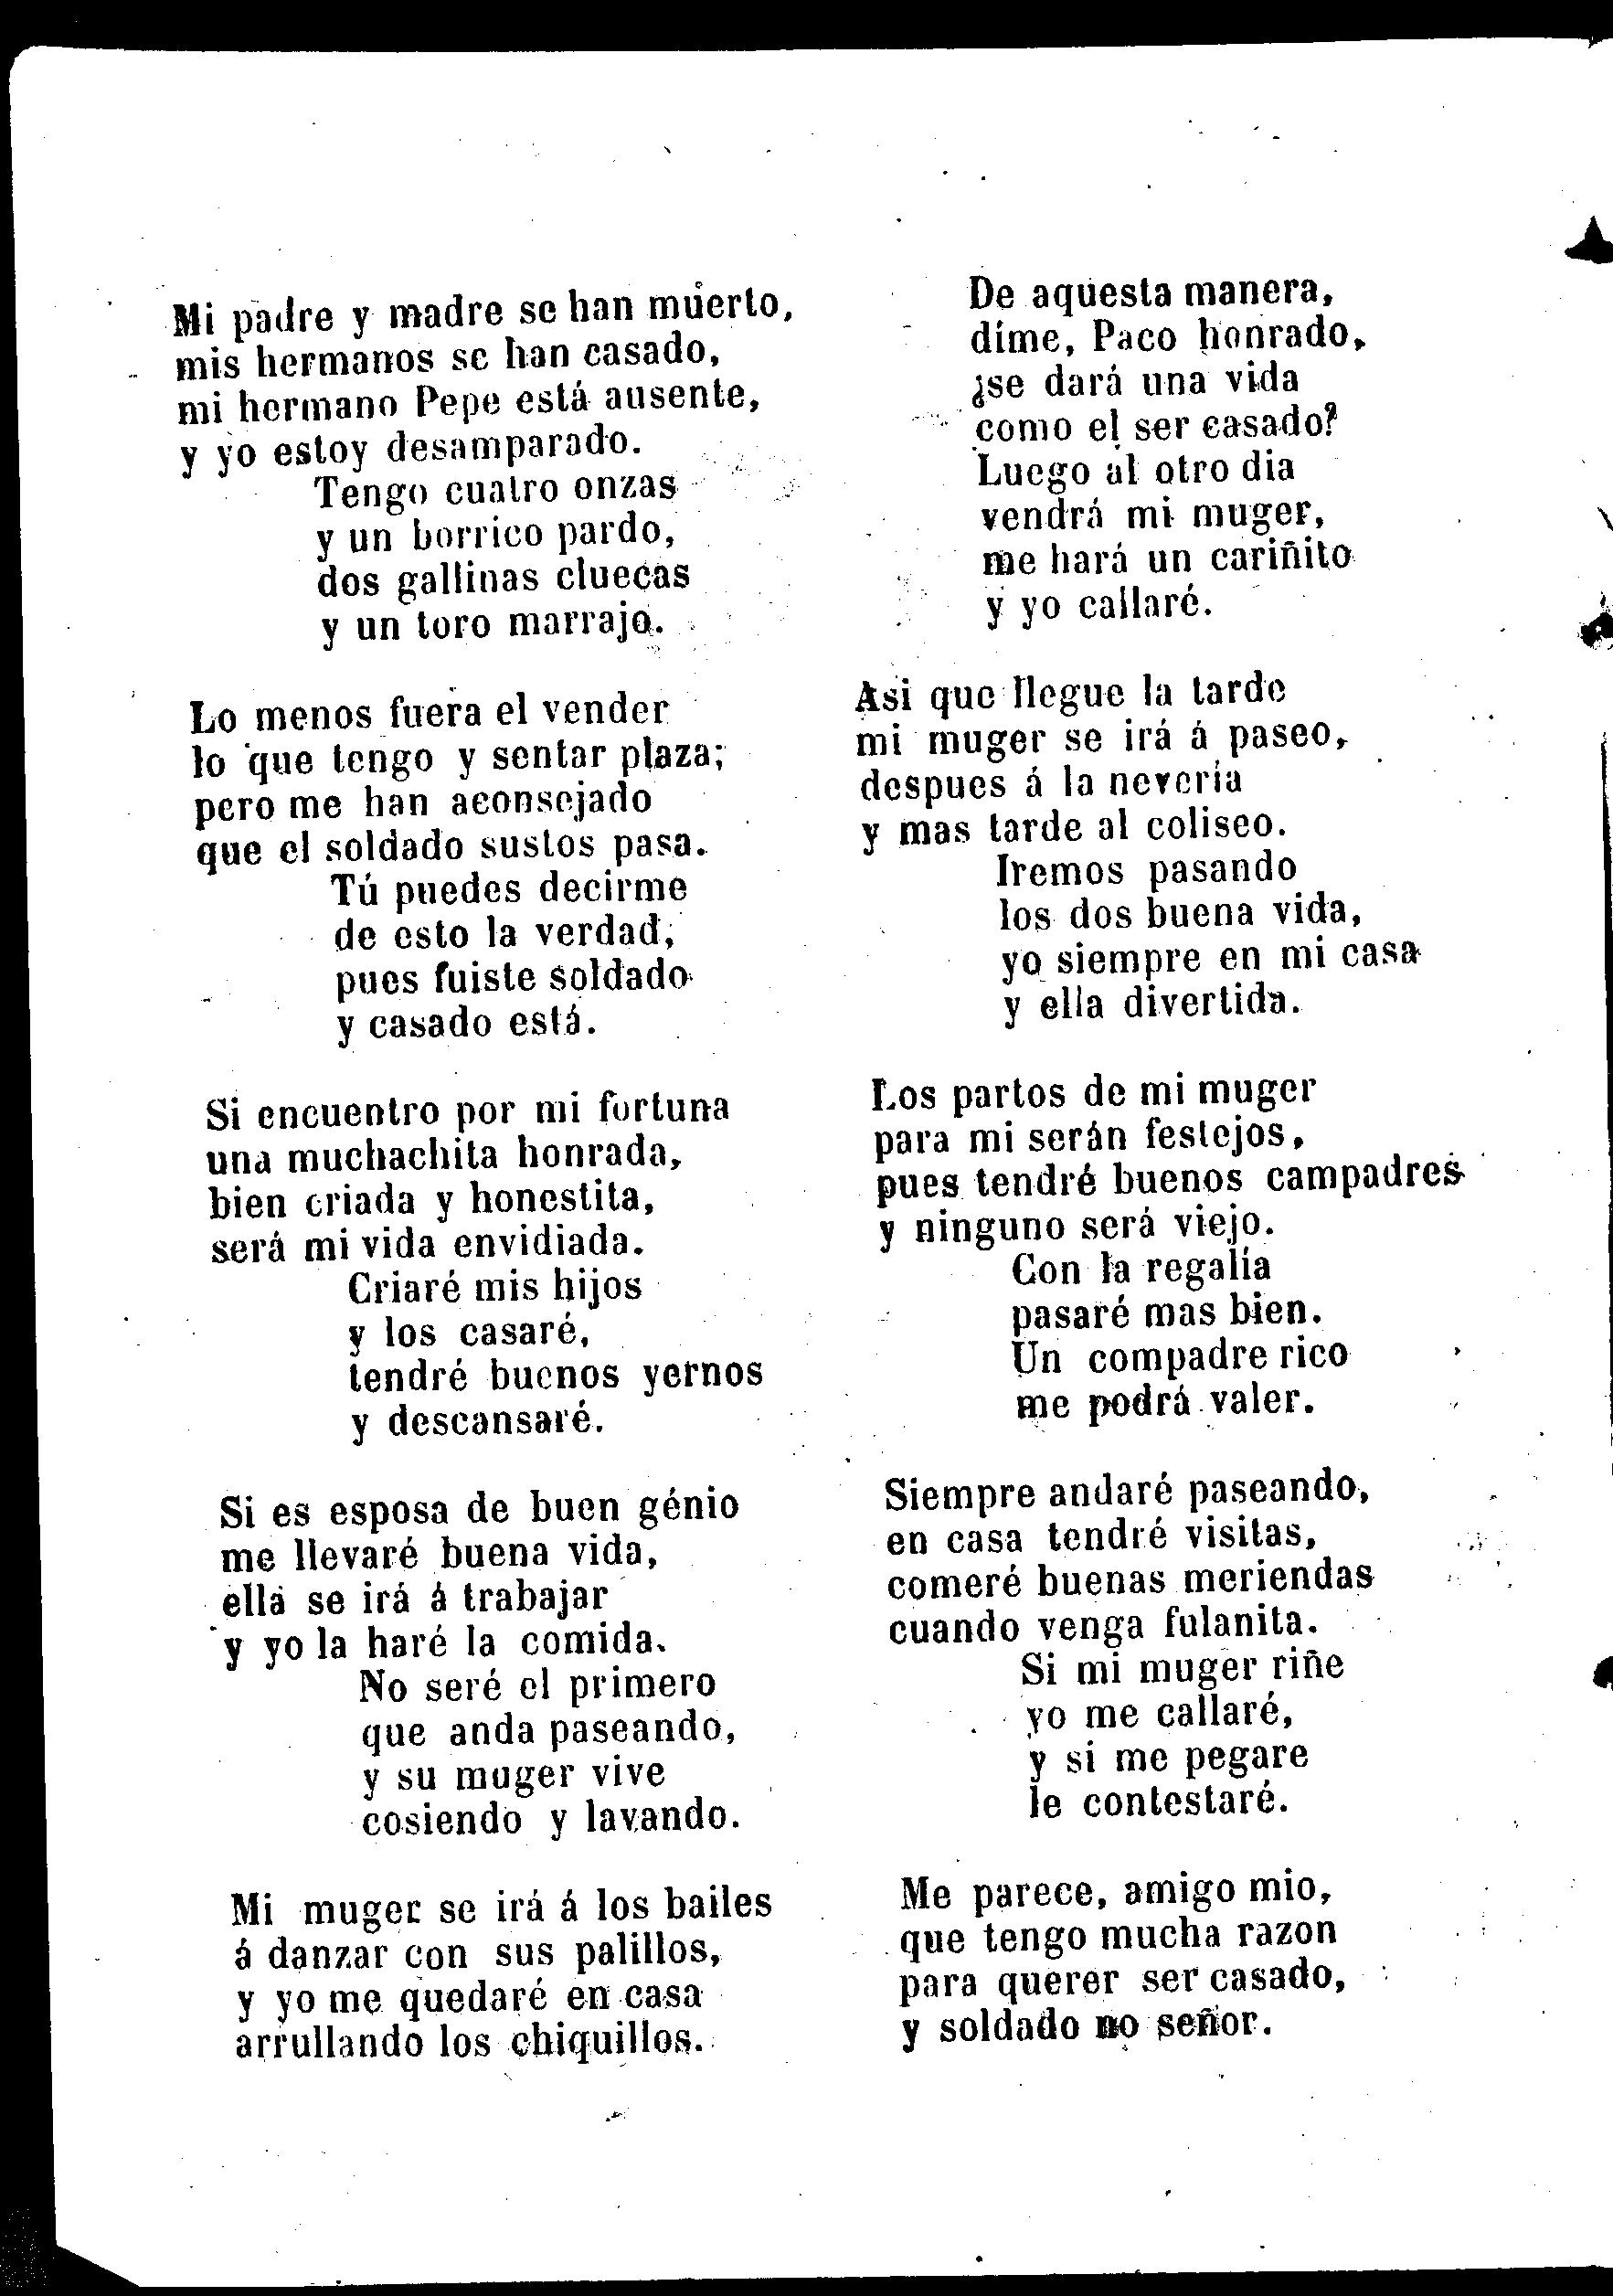 Mi padre y madre se han muerto,
mis hermanos se han casado,
mi hermano Pepe está ausente,
y yo estoy desamparado.
Tengo cuatro onzas
y un borrico pardo,
dos gallinas cluecas
y un toro marrajo.
Lo menos fuera el vender
lo que tengo y sentar plaza;
pero me han aconsejado
que el soldado sustos pasa.
Tú puedes decirme
de esto la verdad,
pues fuiste soldado
y casado está.
Si encuentro por mi fortuna
una muchachita honrada,
bien criada y honestita,
será mi vida envidiada.
Criaré mis hijos
y los casaré,
tendré buenos yernos
y descansaré.
Si es esposa de buen génio
me llevaré buena vida,
ella se irá á trabajar
y yo la haré la comida.
No seré el primero
que anda paseando,
y su muger vive
cosiendo y lavando.
Mi muger se irá á los bailes
á danzar con sus palillos,
y yo me quedaré en casa
arrullando los chiquillos.
De aquesta manera,
díme, Paco honrado,
¿se dará una vida
como el ser casado?
Luego al otro dia
vendrá mi muger,
me hará un cariñito
y yo callaré.
Asi que llegue la tarde
mi muger se irá á paseo,
despues á la nevería
y mas tarde al coliseo.
Iremos pasando
los dos buena vida,
yo siempre en mi casa
y ella divertida.
Los partos de mi muger
para mi serán festejos,
pues tendré buenos campadres
y ninguno será viejo.
Con la regalía
pasaré mas bien.
Un compadre rico
me podrá valer.
Siempre andaré paseando,
en casa tendré visitas,
comeré buenas meriendas
cuando venga fulanita.
Si mi muger riñe
yo me callaré,
y si me pegare
le contestaré.
Me parece, amigo mio,
que tengo mucha razon
para querer ser casado,
y soldado no señor.